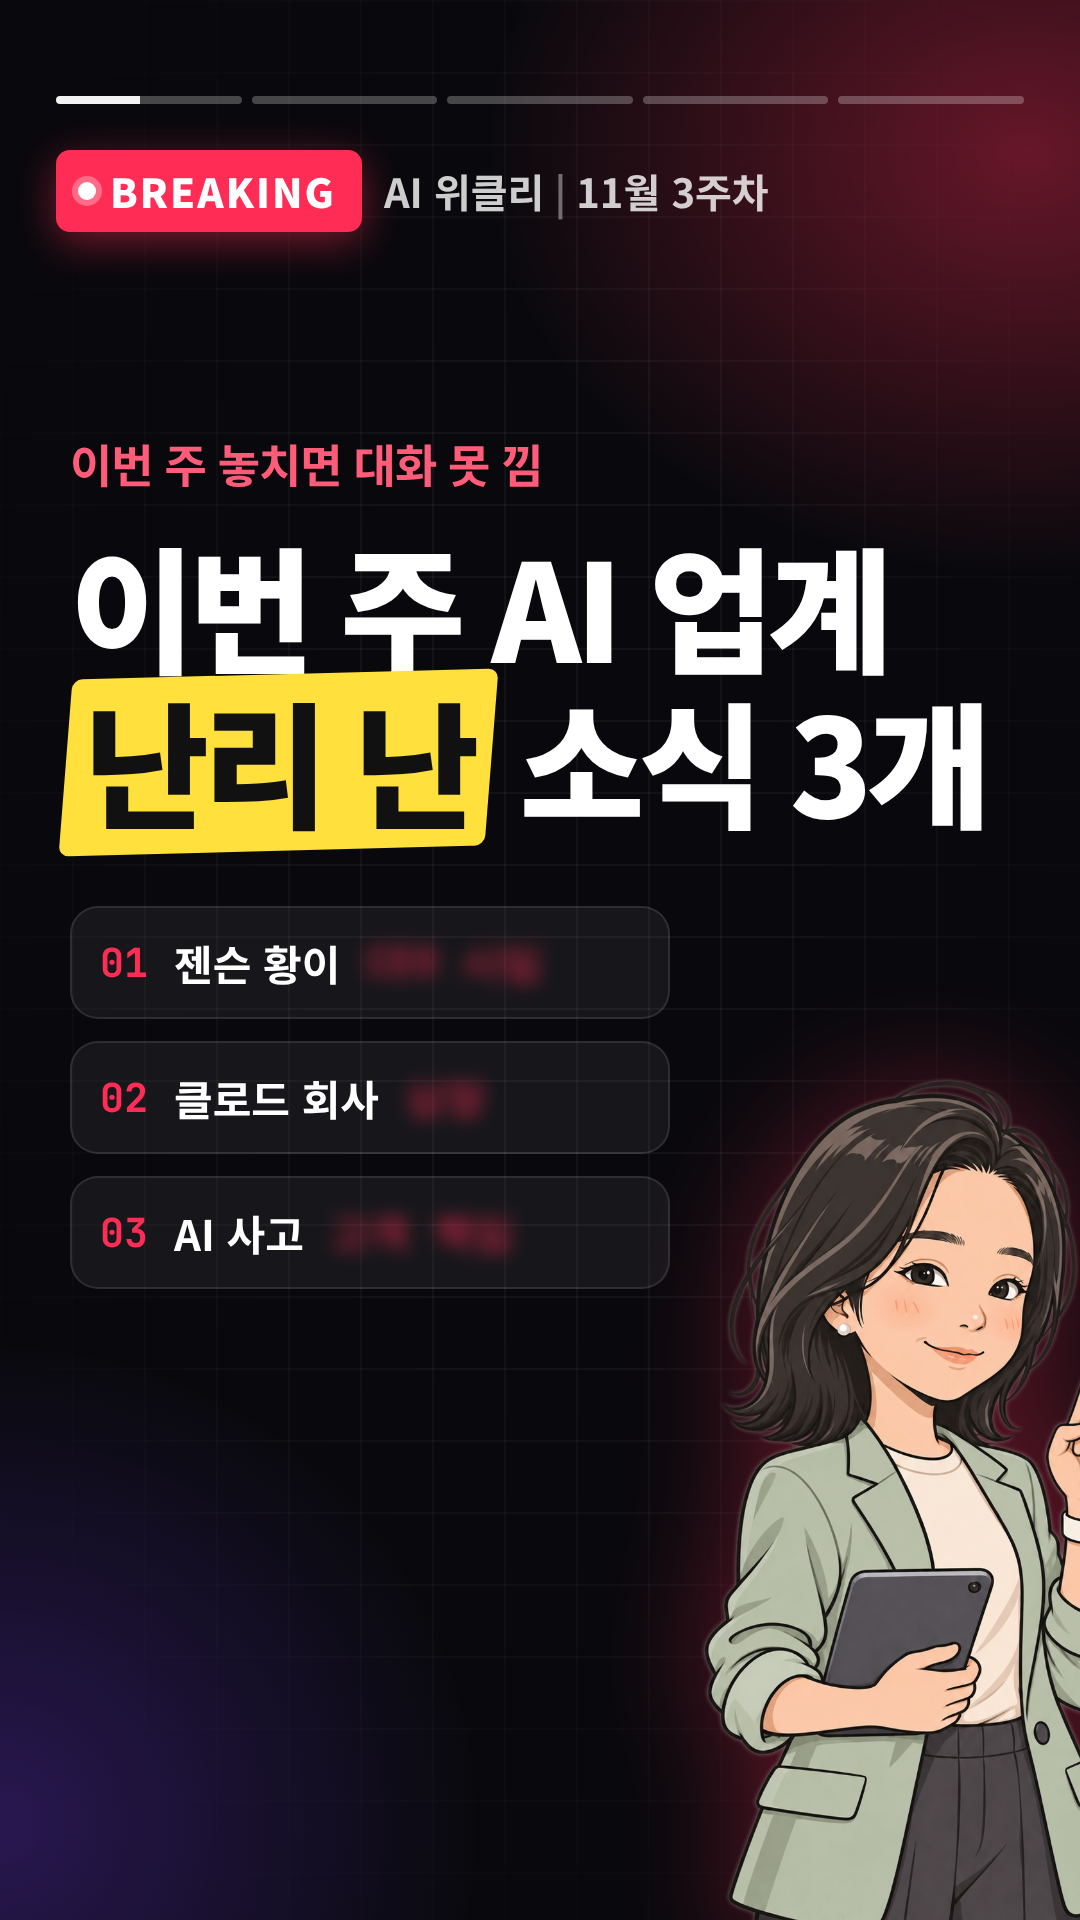 BREAKING AI 위클리 | 11월 3주차
이번 주 놓치면 대화 못 낌
이번 주 AI 업계
난리 난 소식 3개
01 젠슨 황이
02 클로드 회사
03 AI 사고